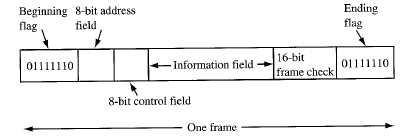 Beginning
flag
8-bit address
field
Ending
flag
01111110
Information field
16-bit
frame check
01111110
8-bit control field
One frame